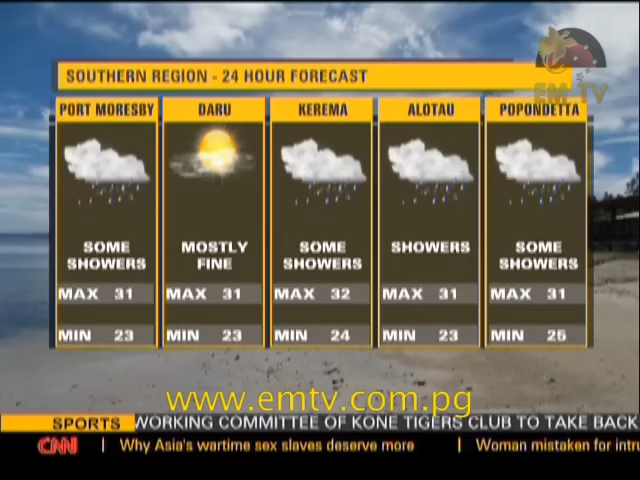 SOUTHERN REGION - 24 HOUR FORECAST
EM TV
PORT MORESBY DARU KEREMA ALOTAU POPONDETTA
SOME SHOWERS MOSTLY FINE SOME SHOWERS SHOWERS SOME SHOWERS
MAX 31 MAX 31 MAX 32 MAX 31 MAX 31
MIN 23 MIN 23 MIN 24 MIN 23 MIN 25
www.emtv.com.pg
SPORTS WORKING COMMITTEE OF KONE TIGERS CLUB TO TAKE BACK
CNN | Why Asia's wartime sex slaves deserve more | Woman mistaken for intru